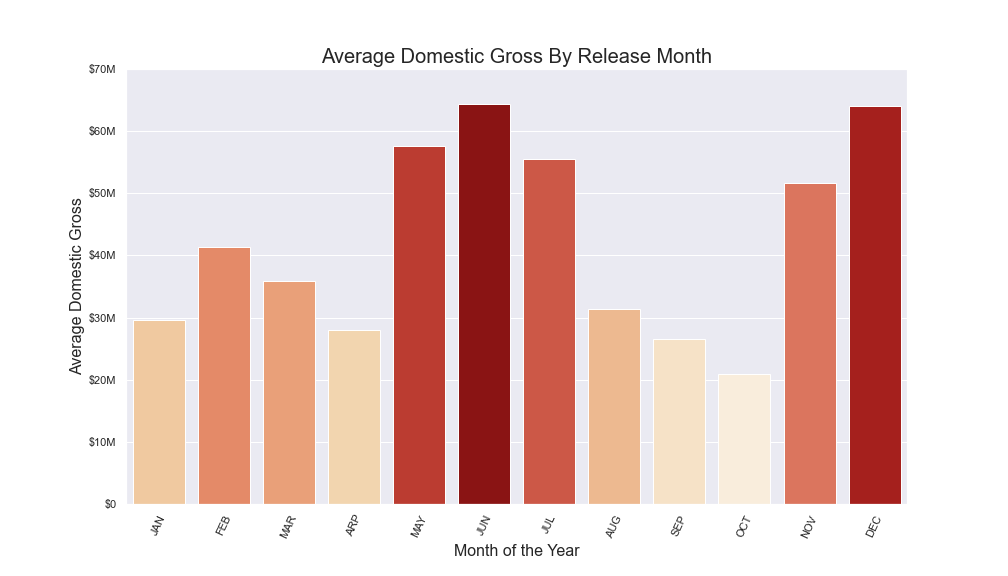 Average Domestic Gross By Release Month
$70M
$60M
$50M
$40M
$30M
$20M
$10M
$0
Average Domestic Gross
JAN
FEB
MAR
ARP
MAY
JUN
JUL
AUG
SEP
OCT
NOV
DEC
Month of the Year